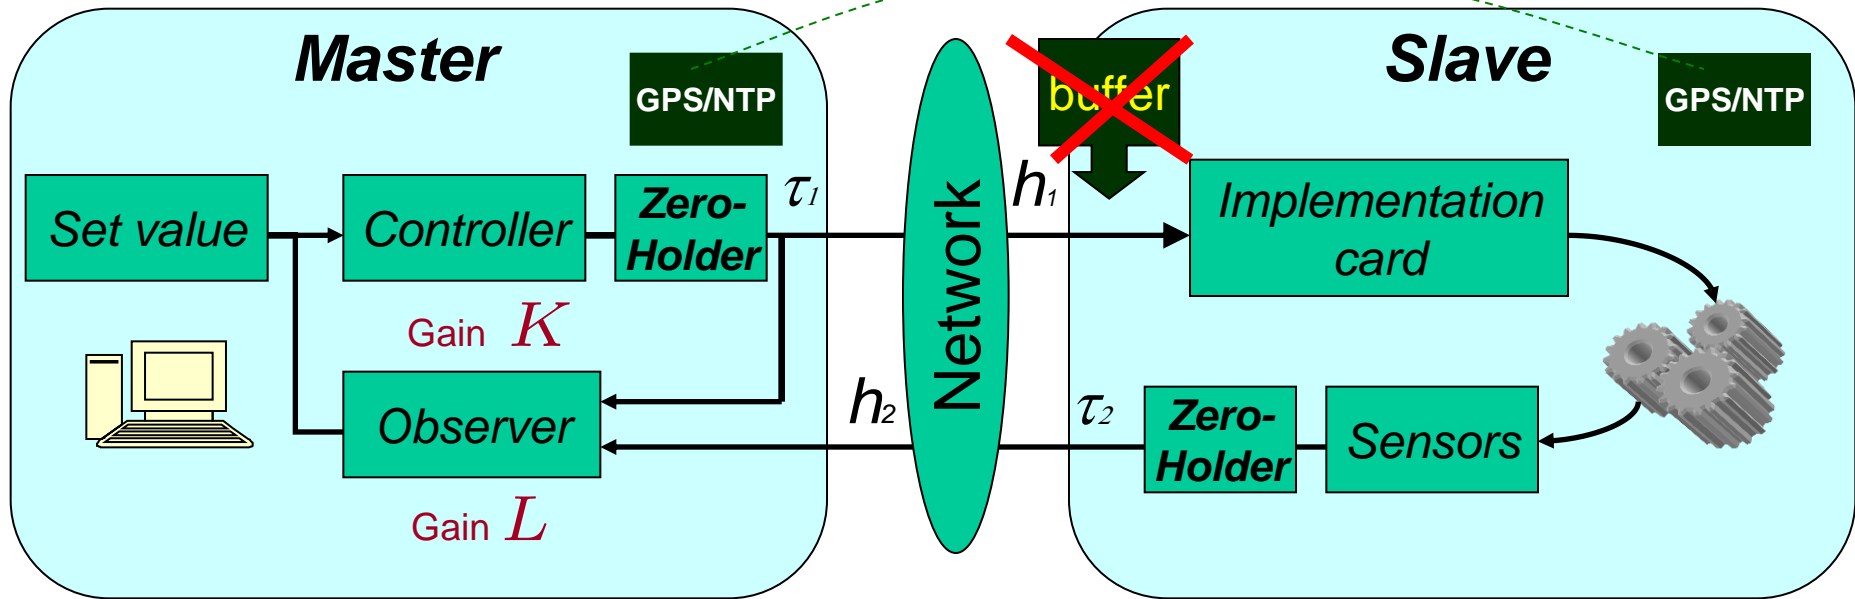 Master
GPS/NTP
buffer
Slave
GPS/NTP
Set value
Controller
Zero-
Holder
τ1
Network
h1
Implementation
card
Gain K
Observer
h2
τ2
Zero-
Holder
Sensors
Gain L